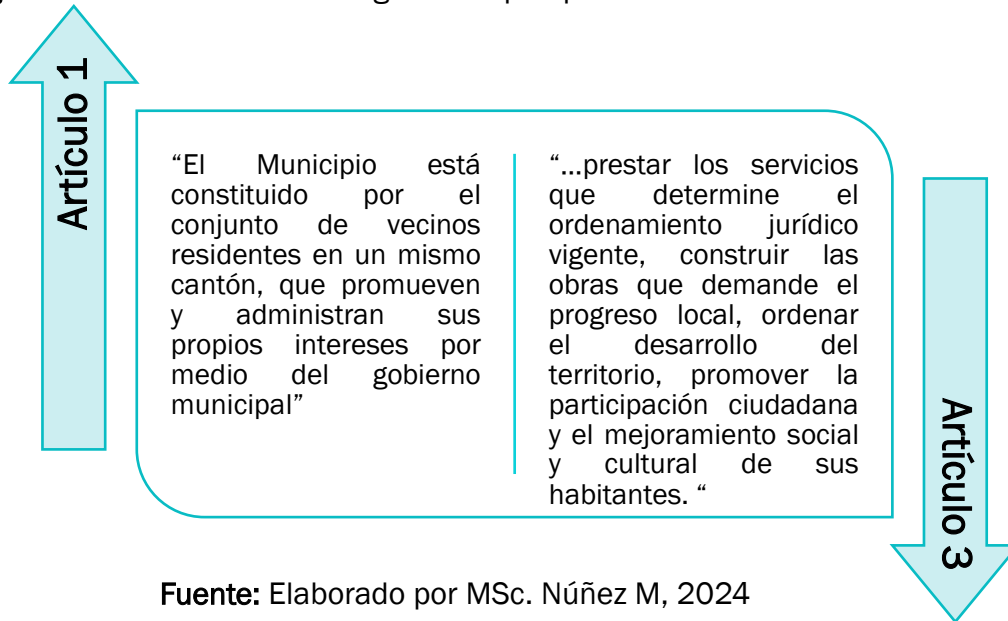 Artículo 1
“El Municipio está
constituido por el
conjunto de vecinos
residentes en un mismo
cantón, que promueven
y administran sus
propios intereses por
medio del gobierno
municipal”
“...prestar los servicios
que determine el
ordenamiento jurídico
vigente, construir las
obras que demande el
progreso local, ordenar
el desarrollo del
territorio, promover la
participación ciudadana
y el mejoramiento social
y cultural de sus
habitantes. “
Artículo 3
Fuente: Elaborado por MSc. Núñez M, 2024